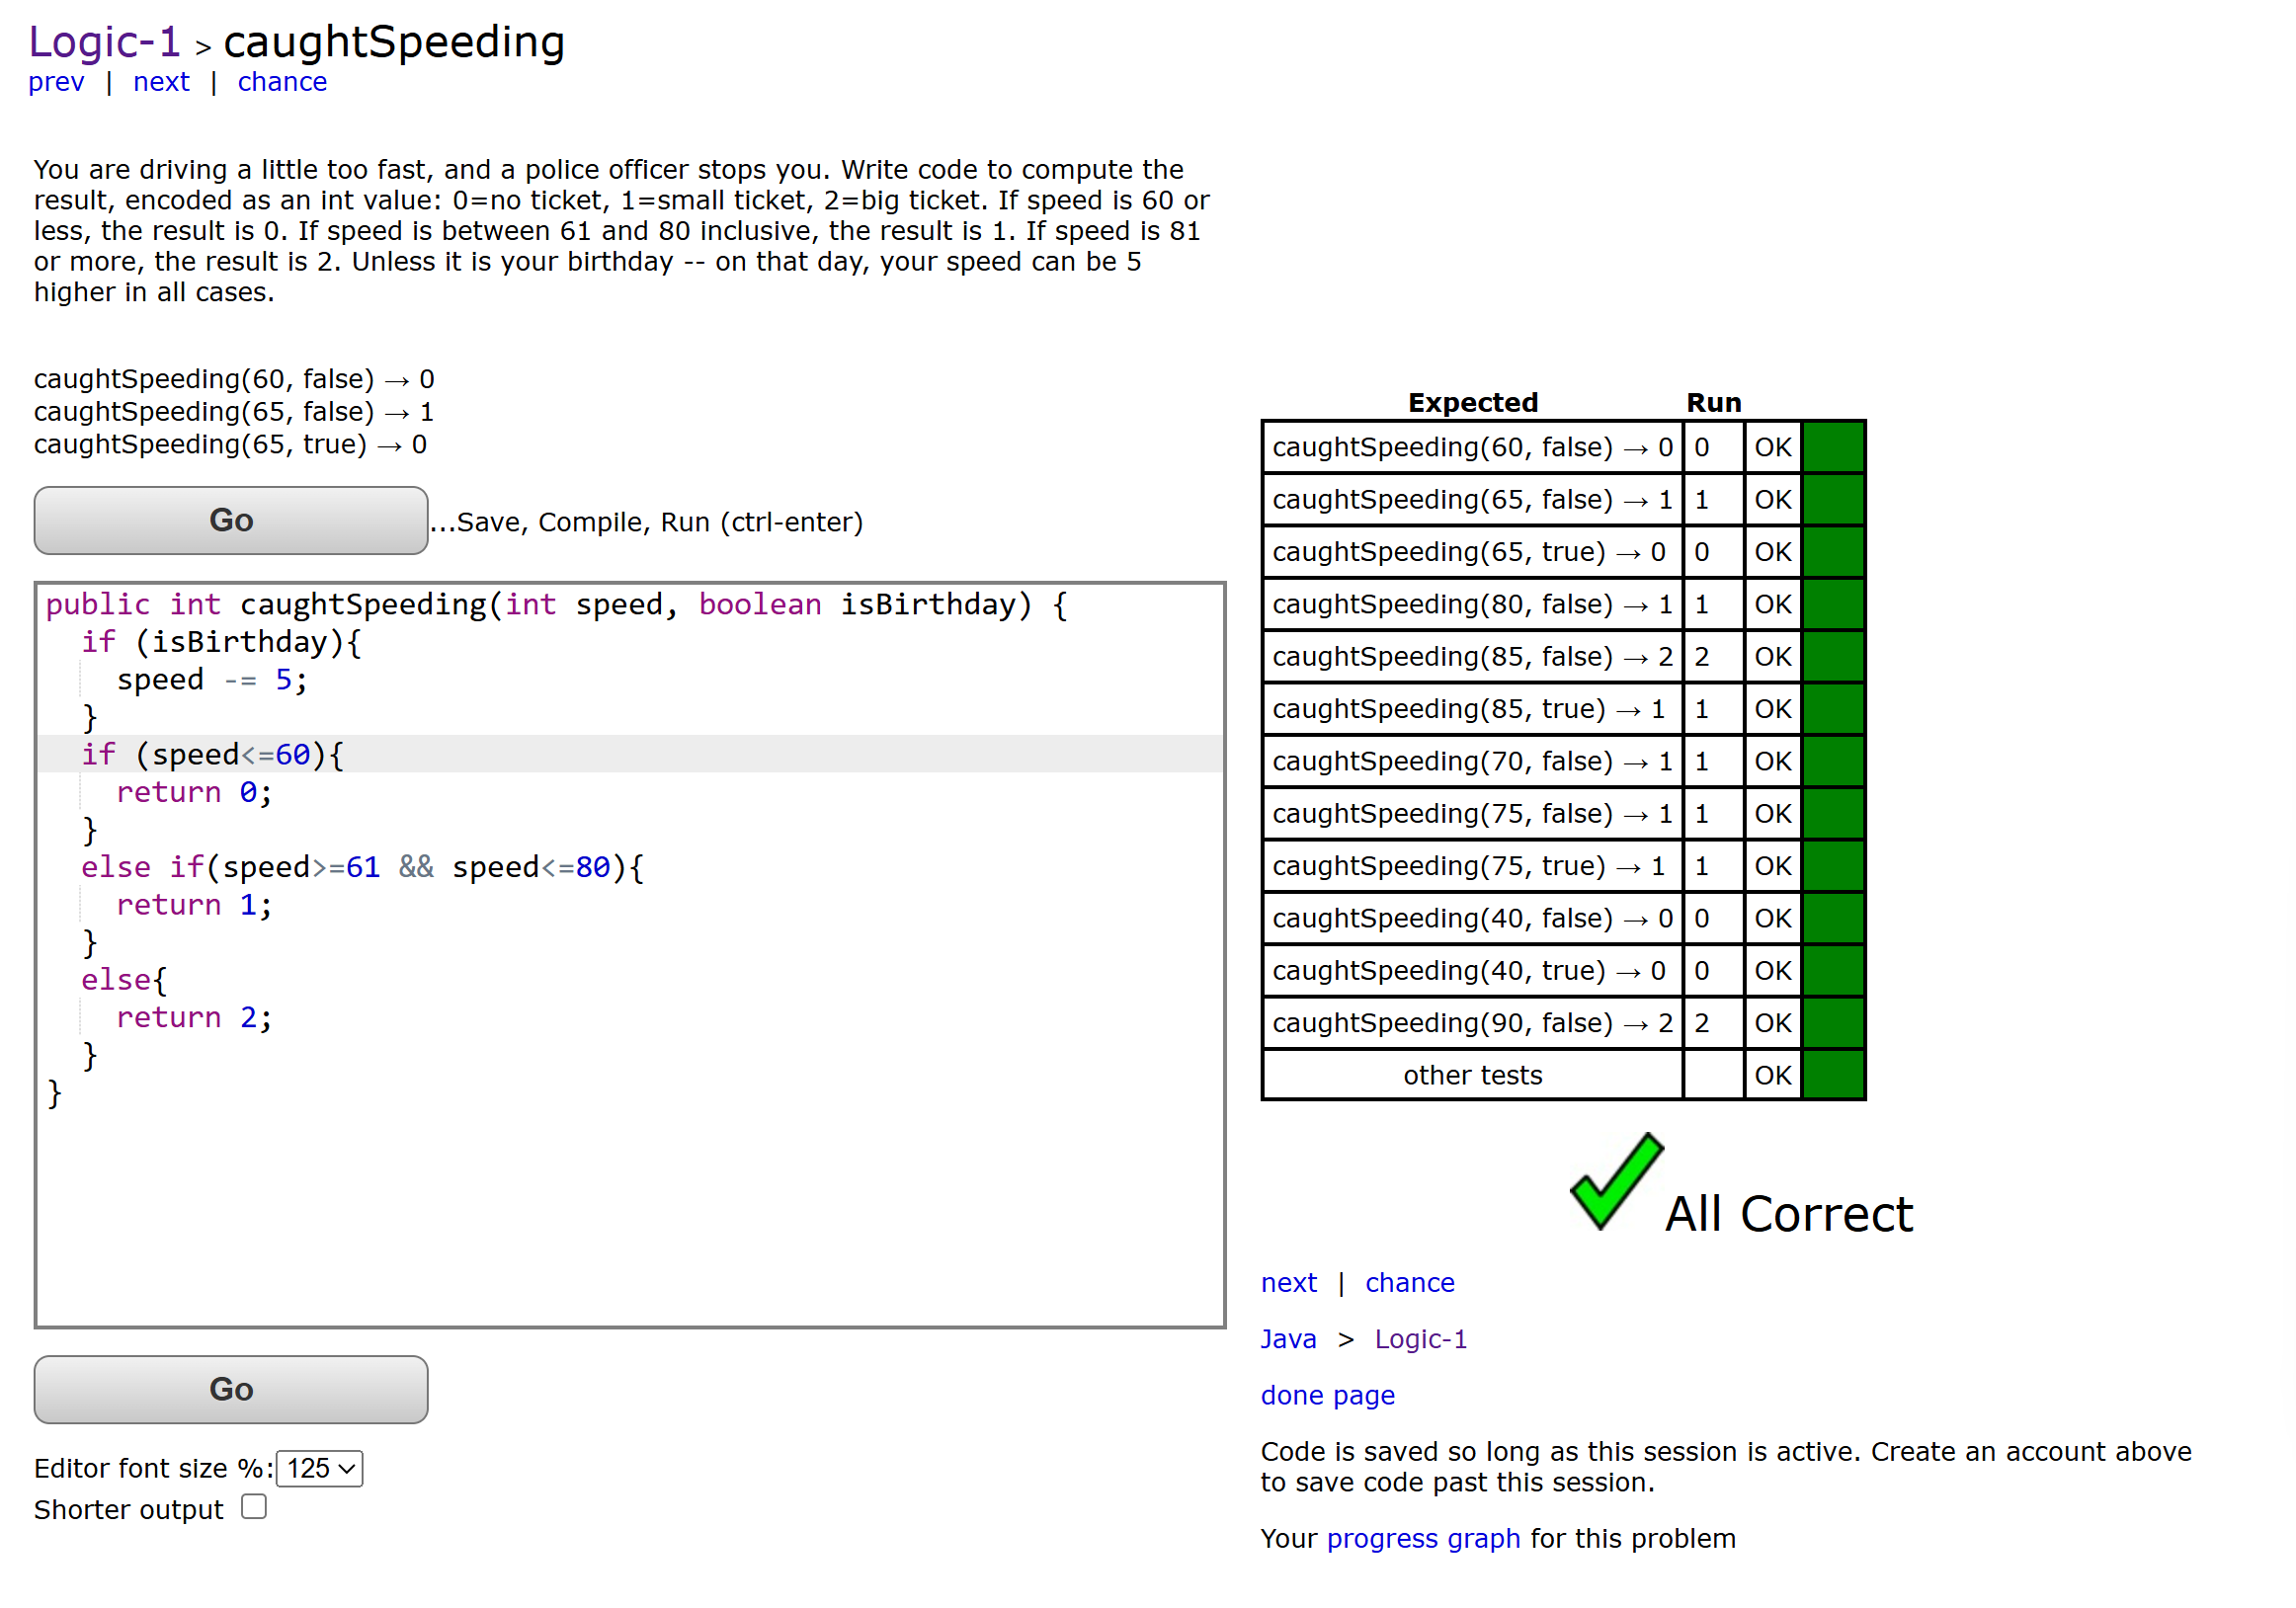 Logic-1 > caughtSpeeding
prev | next | chance
You are driving a little too fast, and a police officer stops you. Write code to compute the
result, encoded as an int value: 0=no ticket, 1=small ticket, 2=big ticket. If speed is 60 or
less, the result is 0. If speed is between 61 and 80 inclusive, the result is 1. If speed is 81
or more, the result is 2. Unless it is your birthday -- on that day, your speed can be 5
higher in all cases.
caughtSpeeding(60, false) → 0
caughtSpeeding(65, false) → 1
caughtSpeeding(65, true) → 0
Go
...Save, Compile, Run (ctrl-enter)
public int caughtSpeeding(int speed, boolean isBirthday) {
  if (isBirthday){
    speed -= 5;
  }
  if (speed<=60){
    return 0;
  }
  else if(speed>=61 && speed<=80){
    return 1;
  }
  else{
    return 2;
  }
}
Go
Editor font size %: 125
Shorter output
Expected Run
caughtSpeeding(60, false) → 0 0 OK
caughtSpeeding(65, false) → 1 1 OK
caughtSpeeding(65, true) → 0 0 OK
caughtSpeeding(80, false) → 1 1 OK
caughtSpeeding(85, false) → 2 2 OK
caughtSpeeding(85, true) → 1 1 OK
caughtSpeeding(70, false) → 1 1 OK
caughtSpeeding(75, false) → 1 1 OK
caughtSpeeding(75, true) → 1 1 OK
caughtSpeeding(40, false) → 0 0 OK
caughtSpeeding(40, true) → 0 0 OK
caughtSpeeding(90, false) → 2 2 OK
other tests OK
All Correct
next | chance
Java > Logic-1
done page
Code is saved so long as this session is active. Create an account above
to save code past this session.
Your progress graph for this problem